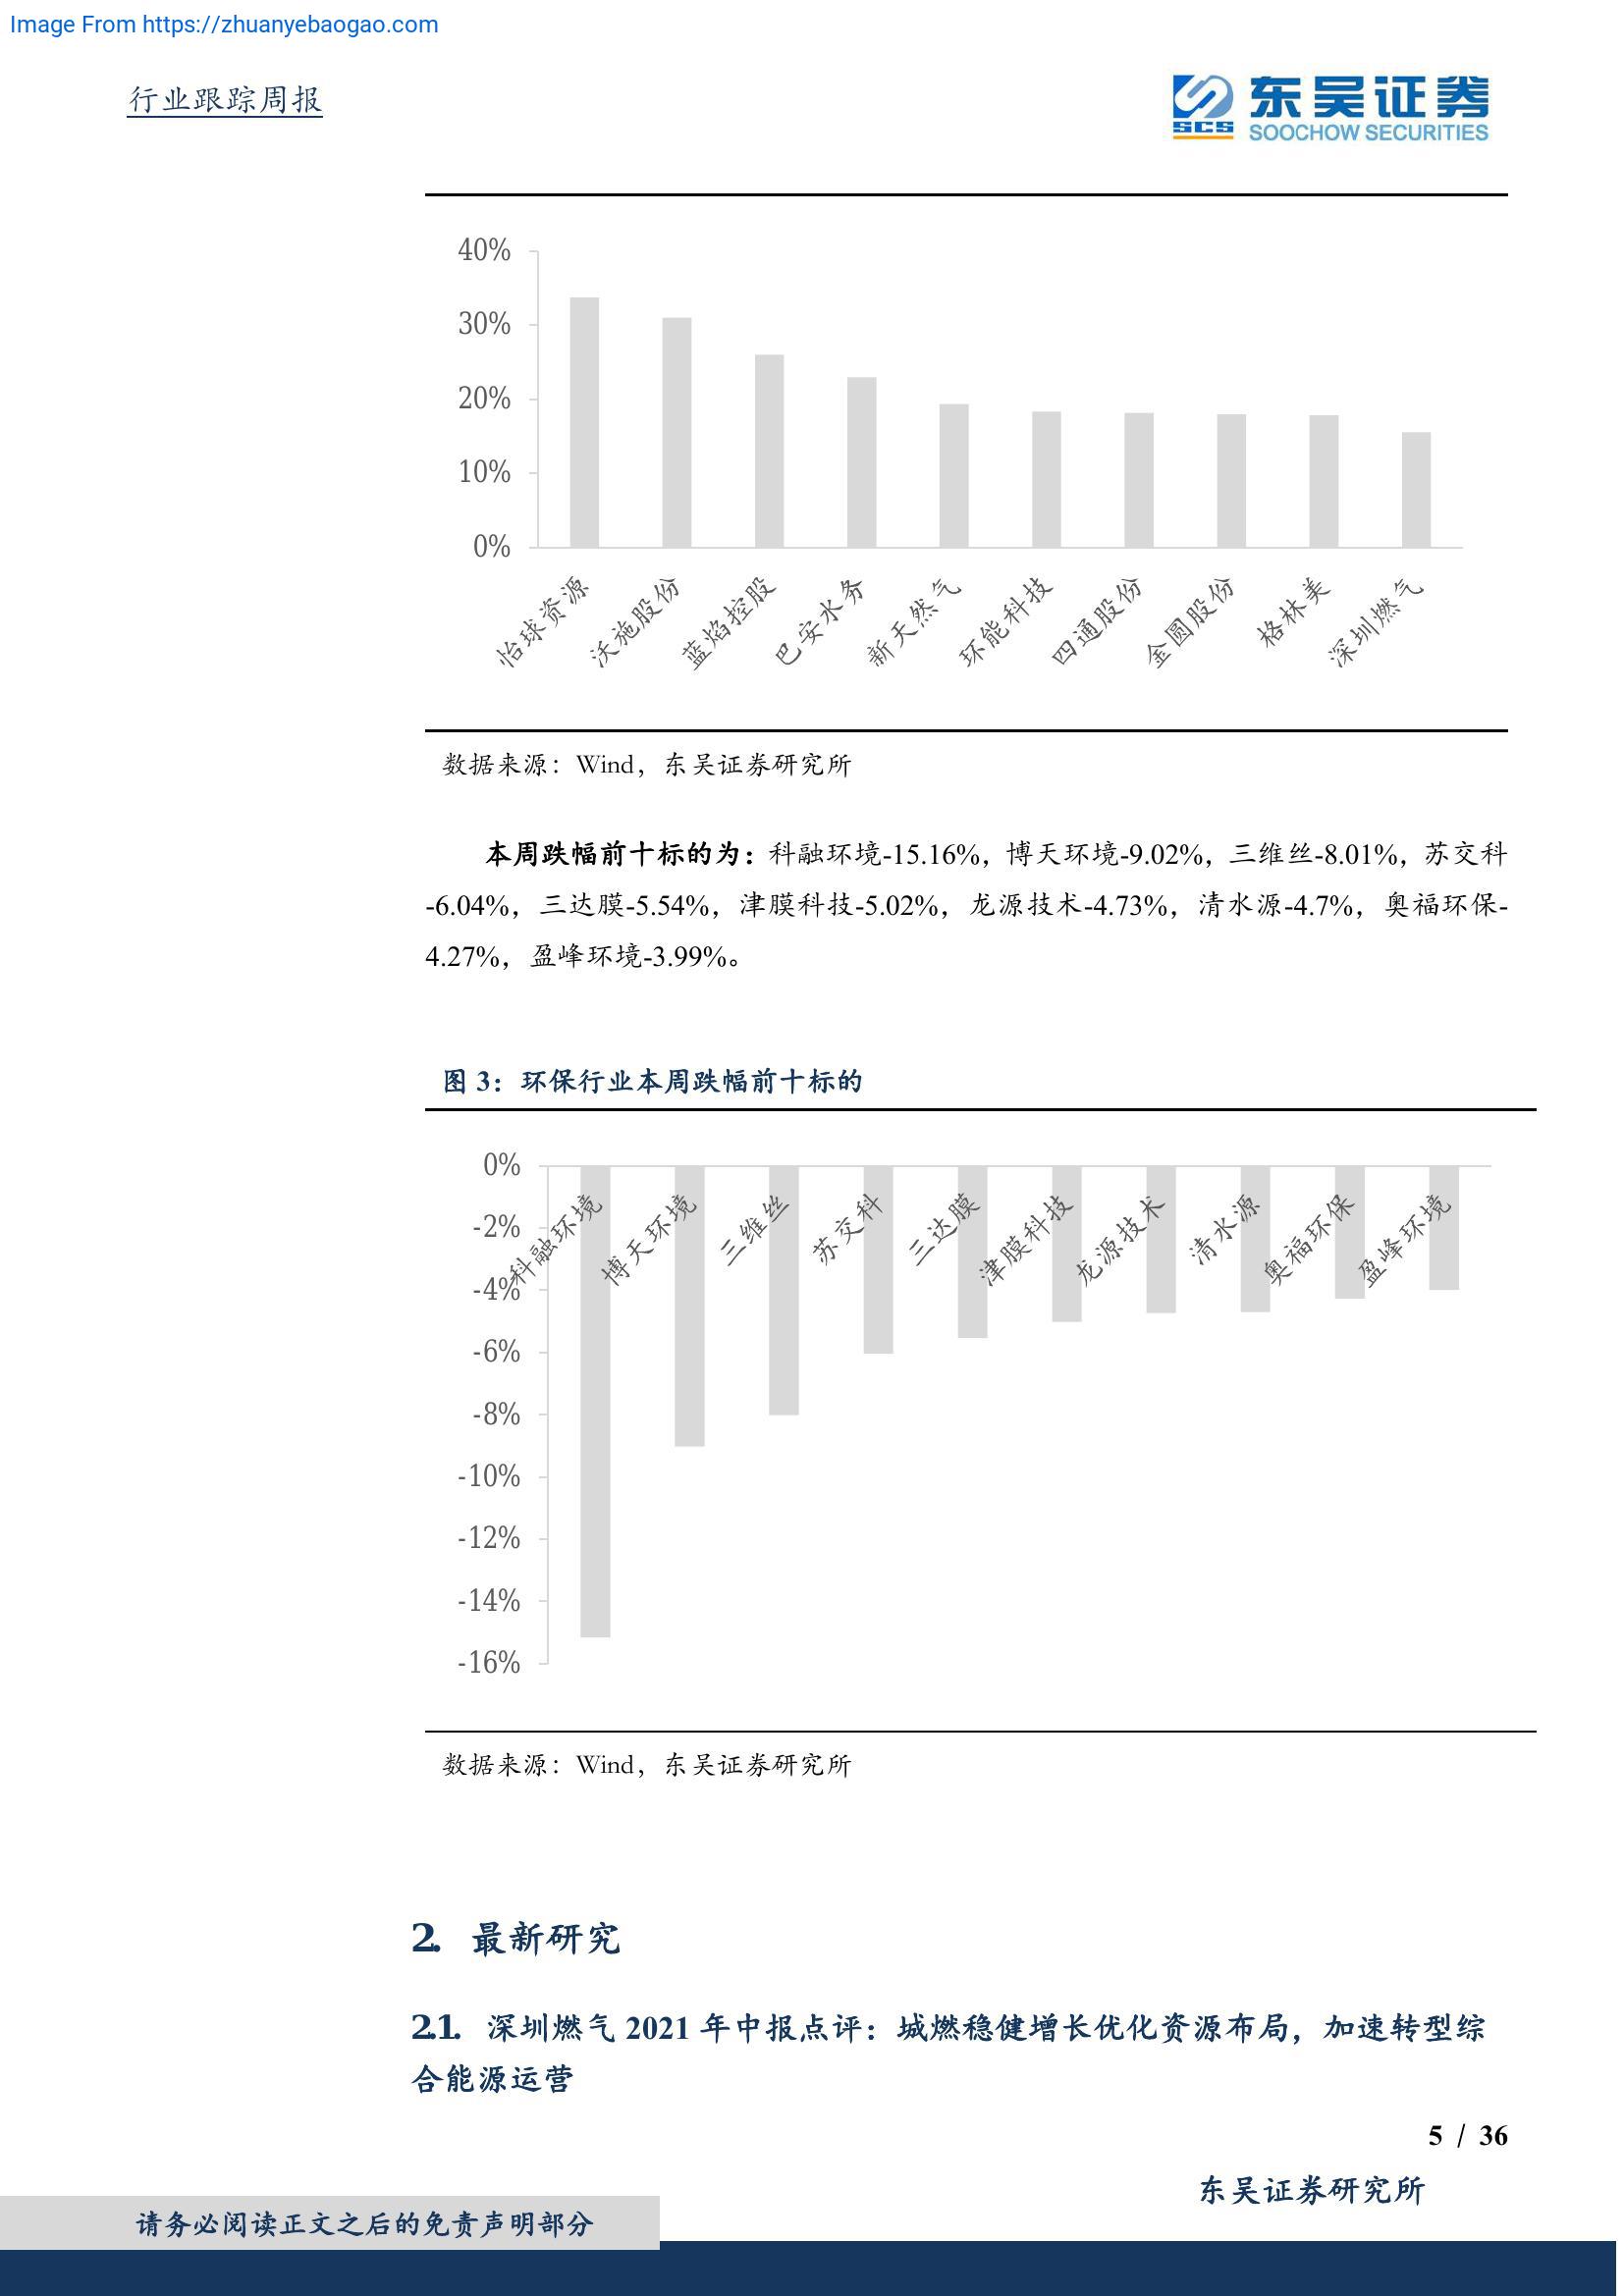 Image From https://zhuanyebaogao.com
行业跟踪周报
SCS
东吴证券
SOOCHOW SECURITIES
40%
30%
20%
10%
0%
怡球资源
沃施股份
蓝焰控股
巴安水务
新天然气
环能科技
四通股份
金圆股份
格林美
深圳燃气
数据来源：Wind，东吴证券研究所
本周跌幅前十标的为：科融环境-15.16%，博天环境-9.02%，三维丝-8.01%，苏交科
-6.04%，三达膜-5.54%，津膜科技-5.02%，龙源技术-4.73%，清水源-4.7%，奥福环保-
4.27%，盈峰环境-3.99%。
图 3：环保行业本周跌幅前十标的
0%
-2%
-4%
-6%
-8%
-10%
-12%
-14%
-16%
科融环境
博天环境
三维丝
苏交科
三达膜
津膜科技
龙源技术
清水源
奥福环保
盈峰环境
数据来源：Wind，东吴证券研究所
2. 最新研究
2.1. 深圳燃气 2021 年中报点评：城燃稳健增长优化资源布局，加速转型综
合能源运营
5 / 36
东吴证券研究所
请务必阅读正文之后的免责声明部分